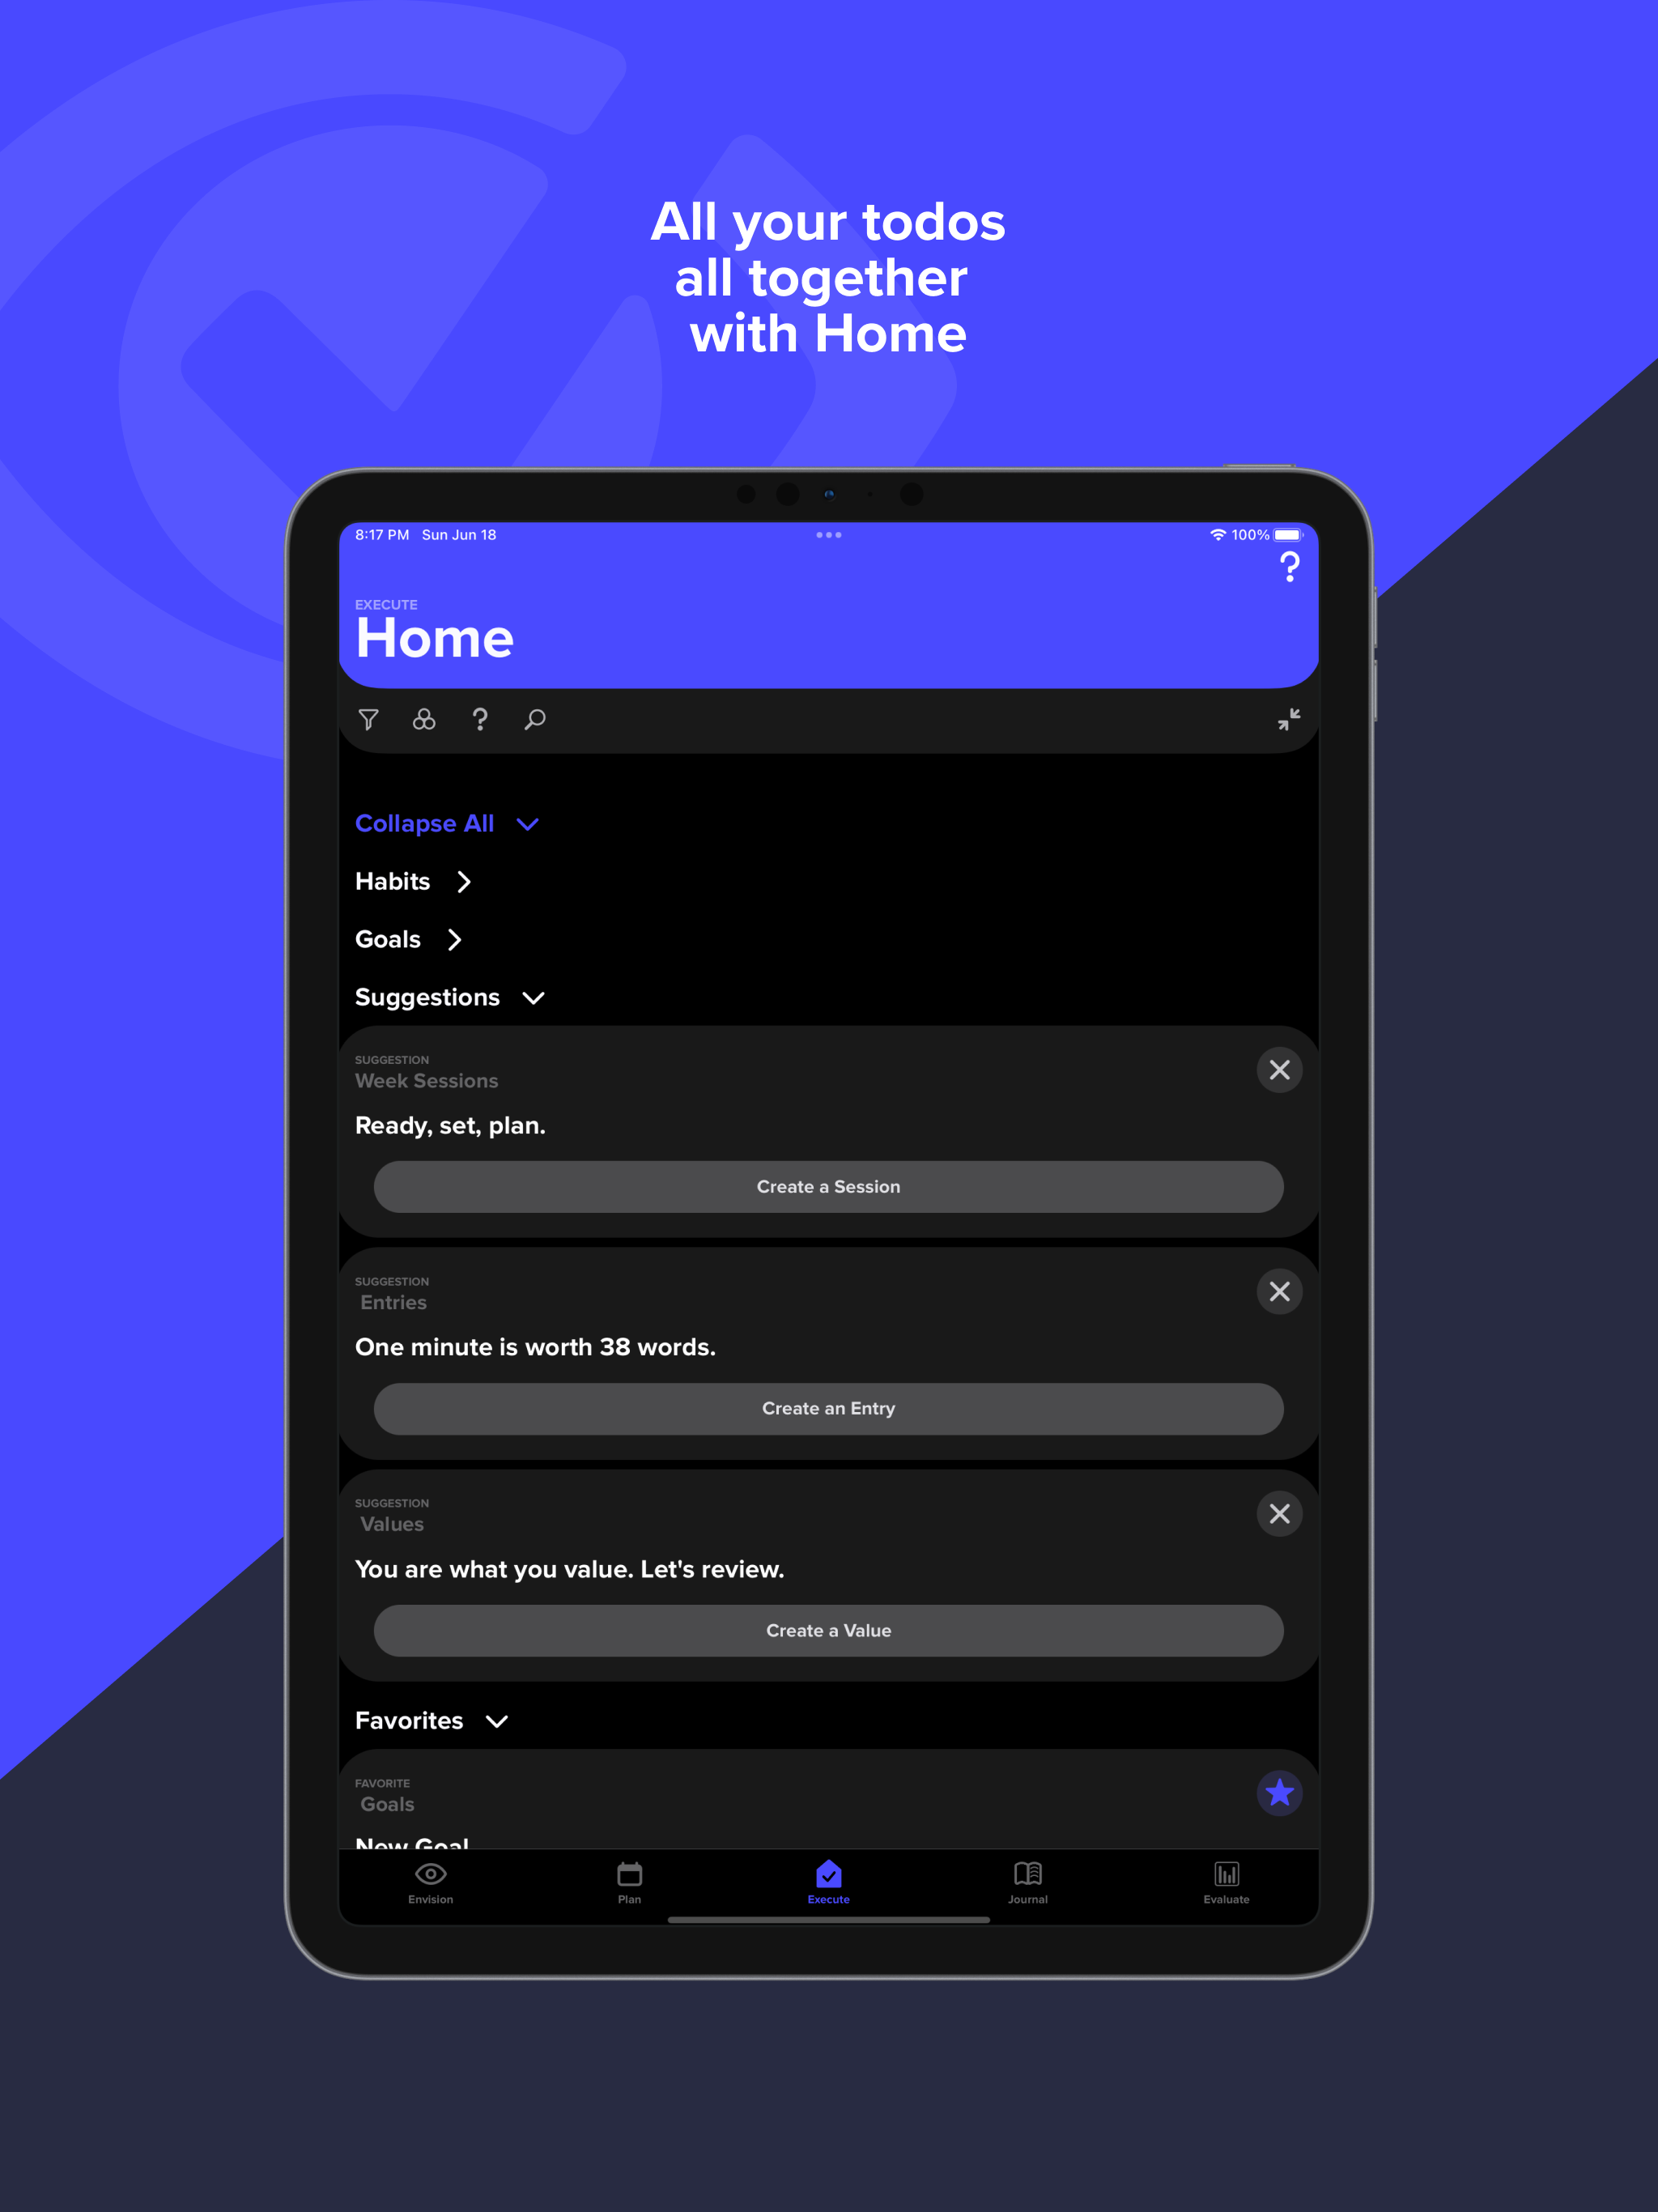 All your todos
all together
with Home
8:17 PM Sun Jun 18
100%
?
EXECUTE
Home
?
Collapse All
Habits
Goals
Suggestions
SUGGESTION
Week Sessions
Ready, set, plan.
Create a Session
SUGGESTION
Entries
One minute is worth 38 words.
Create an Entry
SUGGESTION
Values
You are what you value. Let's review.
Create a Value
Favorites
FAVORITE
Goals
New Goal
Envision Plan Execute Journal Evaluate